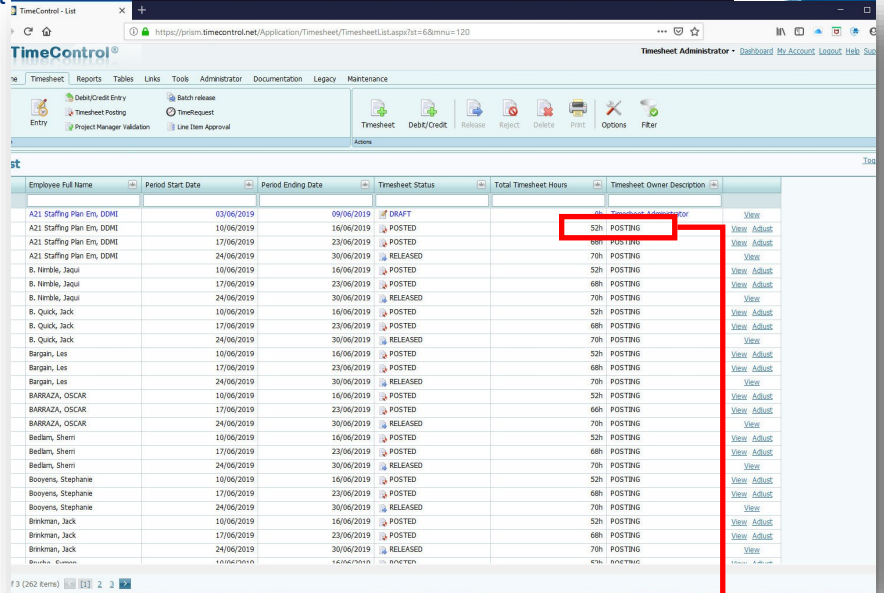 TimeControl - List
https://prism.timecontrol.net/Application/Timesheet/TimesheetList.aspx?st=6&mnu=120
TimeControl®
Timesheet Administrator - Dashboard My Account Logout Help Sup
ne Timesheet Reports Tables Links Tools Administrator Documentation Legacy Maintenance
Debit/Credit Entry Batch release
Timesheet Posting TimeRequest
Project Manager Validation Line Item Approval
Entry
Timesheet Debit/Credit Release Reject Delete Print Options Filter
Actions
st
Tog
Employee Full Name Period Start Date Period Ending Date Timesheet Status Total Timesheet Hours Timesheet Owner Description
A21 Staffing Plan Em, DDMI 03/06/2019 09/06/2019 DRAFT 0h Timesheet Administrator View
A21 Staffing Plan Em, DDMI 10/06/2019 16/06/2019 POSTED 52h POSTING View Adjust
A21 Staffing Plan Em, DDMI 17/06/2019 23/06/2019 POSTED 66h POSTING View Adjust
A21 Staffing Plan Em, DDMI 24/06/2019 30/06/2019 RELEASED 70h POSTING View
B. Nimble, Jaqui 10/06/2019 16/06/2019 POSTED 52h POSTING View Adjust
B. Nimble, Jaqui 17/06/2019 23/06/2019 POSTED 68h POSTING View Adjust
B. Nimble, Jaqui 24/06/2019 30/06/2019 RELEASED 70h POSTING View
B. Quick, Jack 10/06/2019 16/06/2019 POSTED 52h POSTING View Adjust
B. Quick, Jack 17/06/2019 23/06/2019 POSTED 68h POSTING View Adjust
B. Quick, Jack 24/06/2019 30/06/2019 RELEASED 70h POSTING View
Bargain, Les 10/06/2019 16/06/2019 POSTED 52h POSTING View Adjust
Bargain, Les 17/06/2019 23/06/2019 POSTED 68h POSTING View Adjust
Bargain, Les 24/06/2019 30/06/2019 RELEASED 70h POSTING View
BARRAZA, OSCAR 10/06/2019 16/06/2019 POSTED 52h POSTING View Adjust
BARRAZA, OSCAR 17/06/2019 23/06/2019 POSTED 66h POSTING View Adjust
BARRAZA, OSCAR 24/06/2019 30/06/2019 RELEASED 70h POSTING View
Bedlam, Sherri 10/06/2019 16/06/2019 POSTED 52h POSTING View Adjust
Bedlam, Sherri 17/06/2019 23/06/2019 POSTED 68h POSTING View Adjust
Bedlam, Sherri 24/06/2019 30/06/2019 RELEASED 70h POSTING View
Booyens, Stephanie 10/06/2019 16/06/2019 POSTED 52h POSTING View Adjust
Booyens, Stephanie 17/06/2019 23/06/2019 POSTED 68h POSTING View Adjust
Booyens, Stephanie 24/06/2019 30/06/2019 RELEASED 70h POSTING View
Brinkman, Jack 10/06/2019 16/06/2019 POSTED 52h POSTING View Adjust
Brinkman, Jack 17/06/2019 23/06/2019 POSTED 68h POSTING View Adjust
Brinkman, Jack 24/06/2019 30/06/2019 RELEASED 70h POSTING View
10/06/2019 16/06/2019 POSTED 52h POSTING View Adjust
f 3 (262 items) [1] 2 3